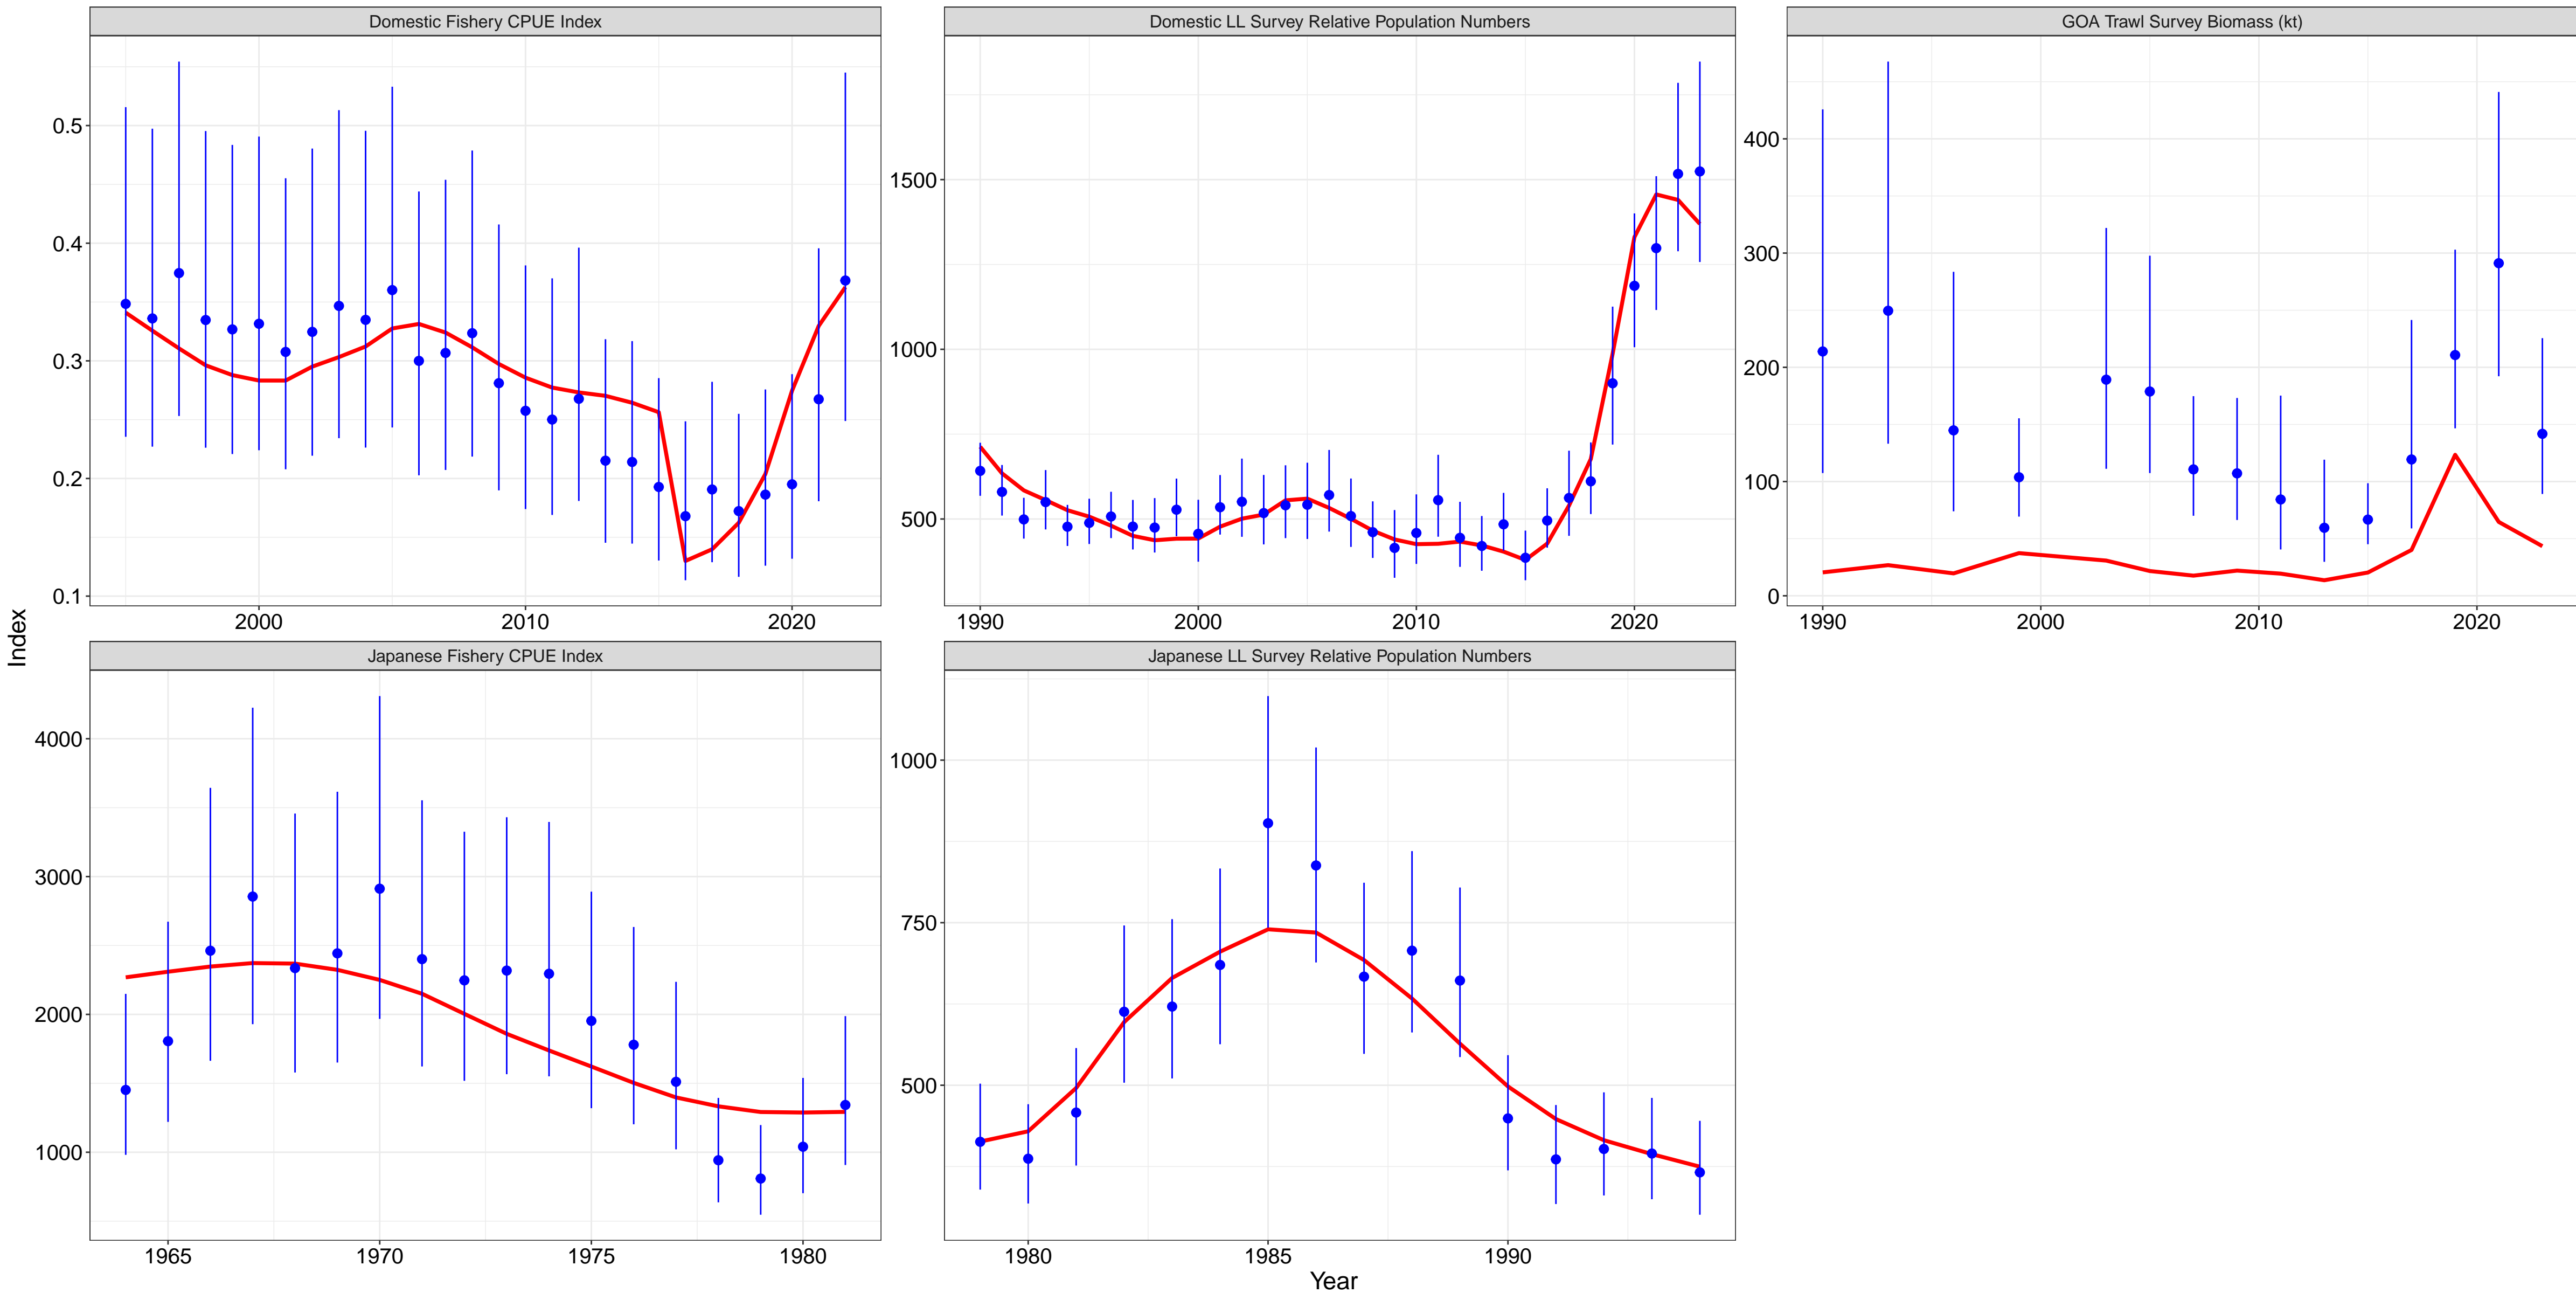 Domestic Fishery CPUE Index
Domestic LL Survey Relative Population Numbers
GOA Trawl Survey Biomass (kt)
0.5
0.4
0.3
0.2
0.1
2000 2010 2020
1500
1000
500
1990 2000 2010 2020
400
300
200
100
0
1990 2000 2010 2020
Index
Japanese Fishery CPUE Index
Japanese LL Survey Relative Population Numbers
4000
3000
2000
1000
1965 1970 1975 1980
1000
750
500
1980 1985 1990
Year